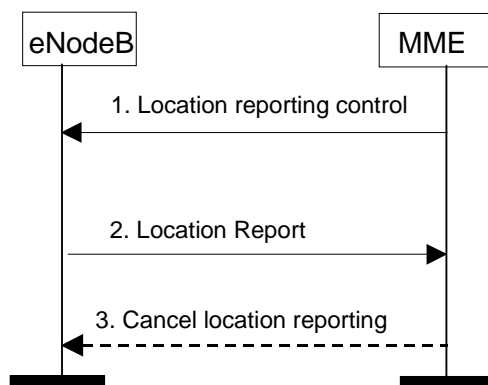 eNodeB
MME
1. Location reporting control
2. Location Report
3. Cancel location reporting